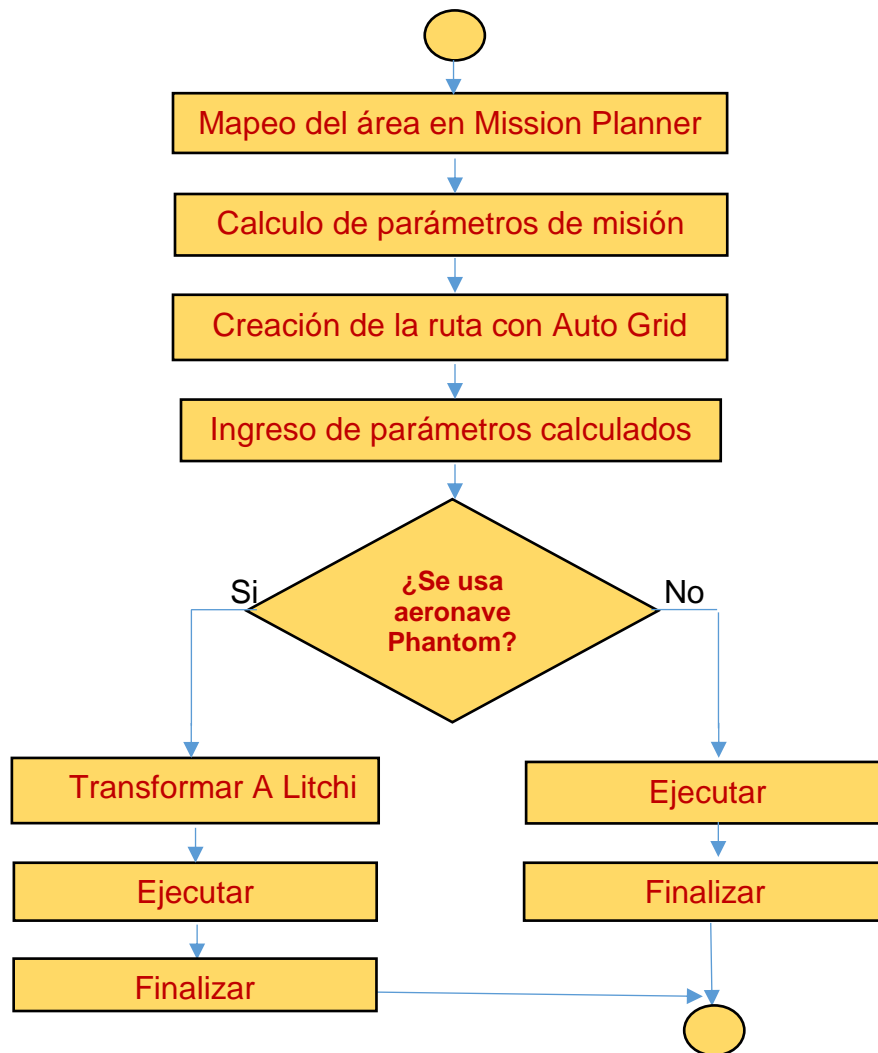 Mapeo del área en Mission Planner
Calculo de parámetros de misión
Creación de la ruta con Auto Grid
Ingreso de parámetros calculados
¿Se usa
aeronave
Phantom?
Si
No
Transformar A Litchi
Ejecutar
Finalizar
Ejecutar
Finalizar